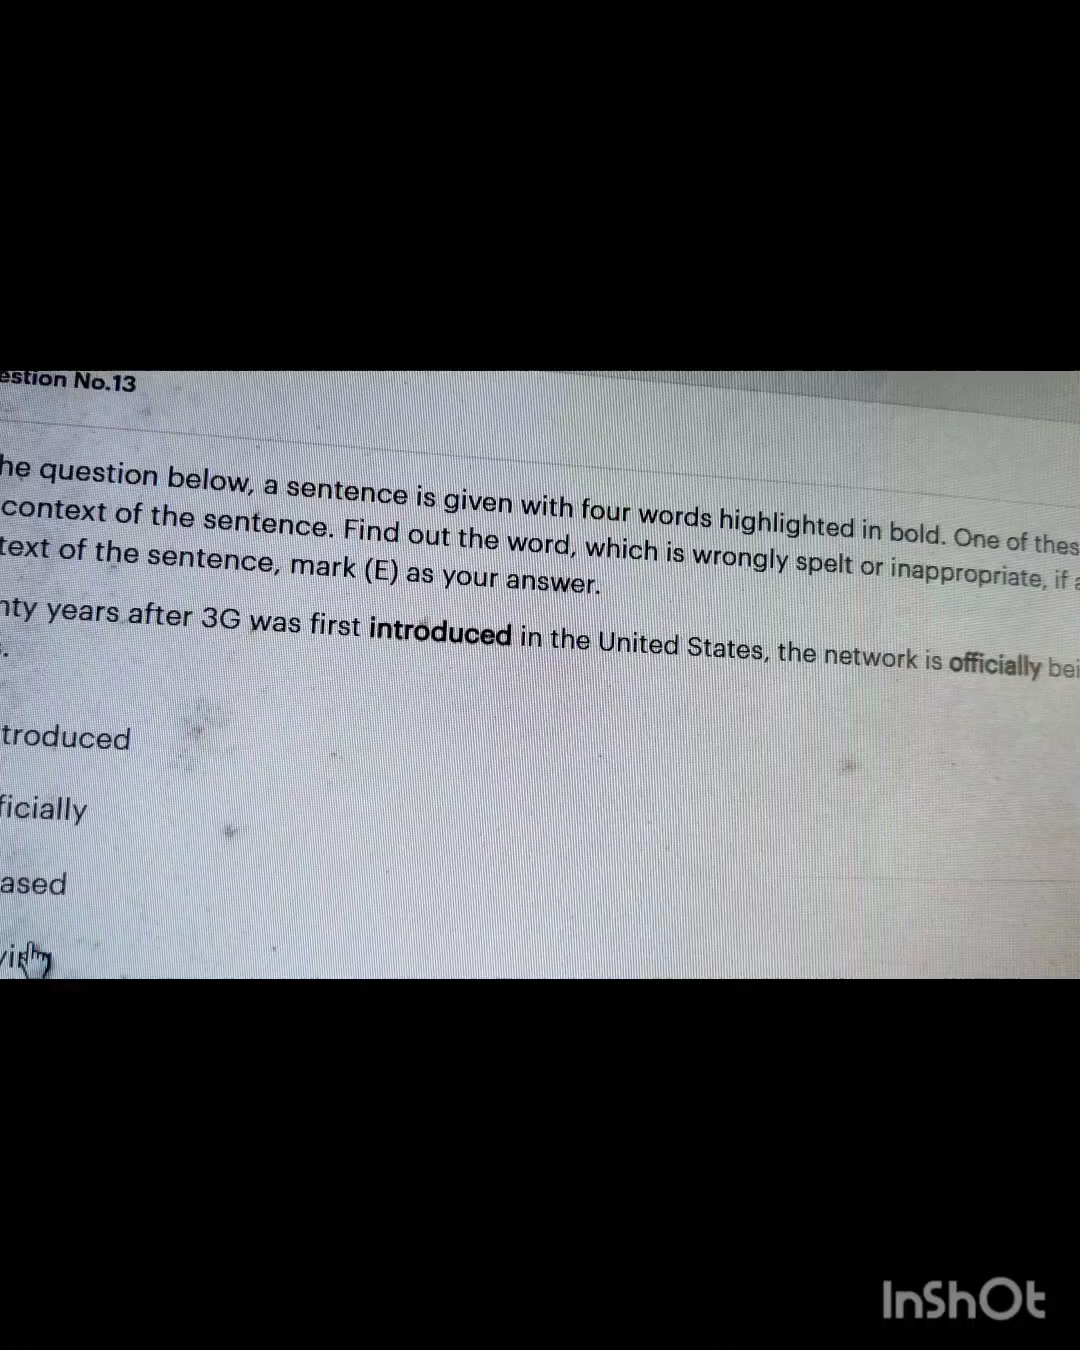 estion No.13
he question below, a sentence is given with four words highlighted in bold. One of thes
context of the sentence. Find out the word, which is wrongly spelt or inappropriate, if a
text of the sentence, mark (E) as your answer.
nty years after 3G was first introduced in the United States, the network is officially bei
troduced
ficially
ased
InShOt